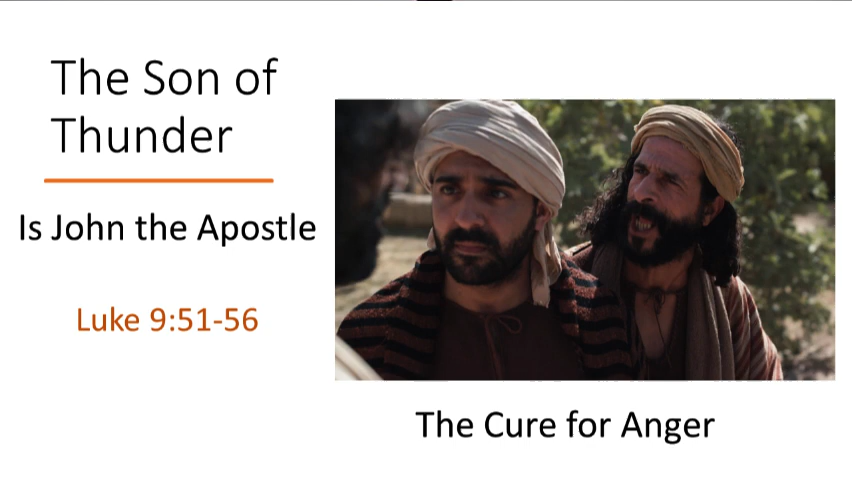 The Son of
Thunder
Is John the Apostle
Luke 9:51-56
The Cure for Anger